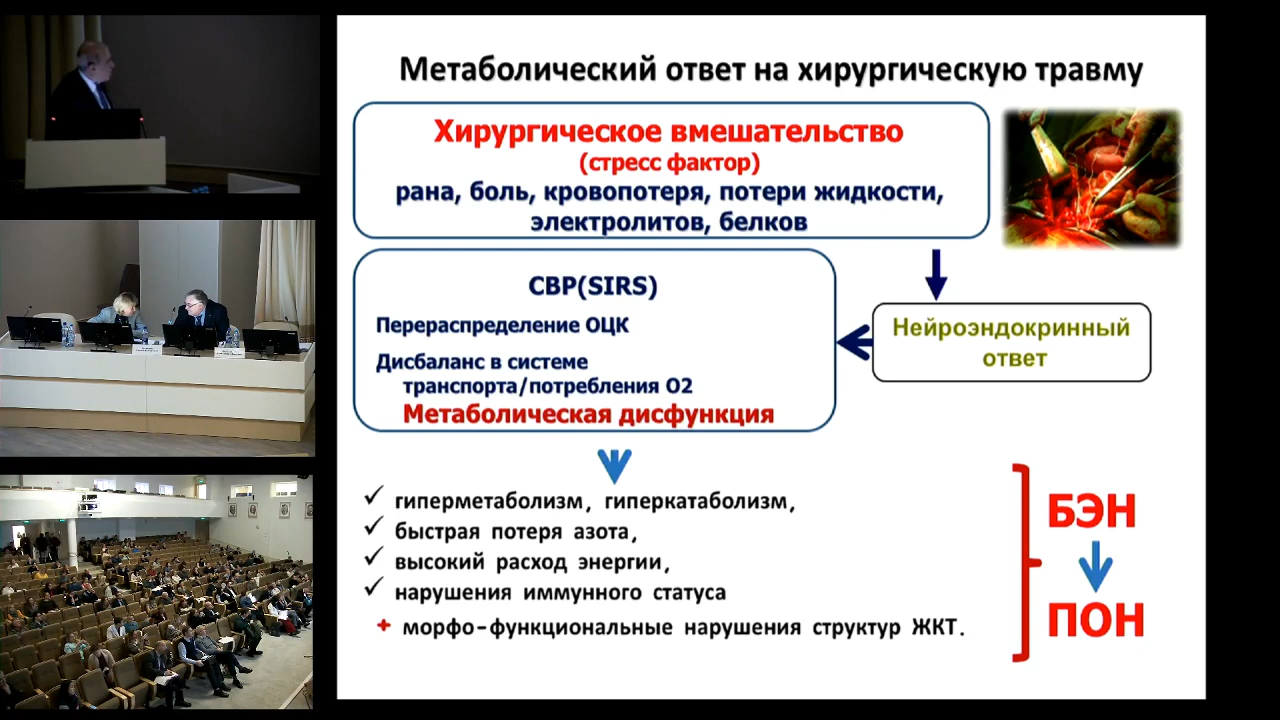 Метаболический ответ на хирургическую травму
Хирургическое вмешательство
(стресс фактор)
рана, боль, кровопотеря, потери жидкости,
электролитов, белков
СВР(SIRS)
Перераспределение ОЦК
Дисбаланс в системе
транспорта/потребления О2
Метаболическая дисфункция
Нейроэндокринный
ответ
✓ гиперметаболизм, гиперкатаболизм,
✓ быстрая потеря азота,
✓ высокий расход энергии,
✓ нарушения иммунного статуса
+ морфо-функциональные нарушения структур ЖКТ.
БЭН
ПОН